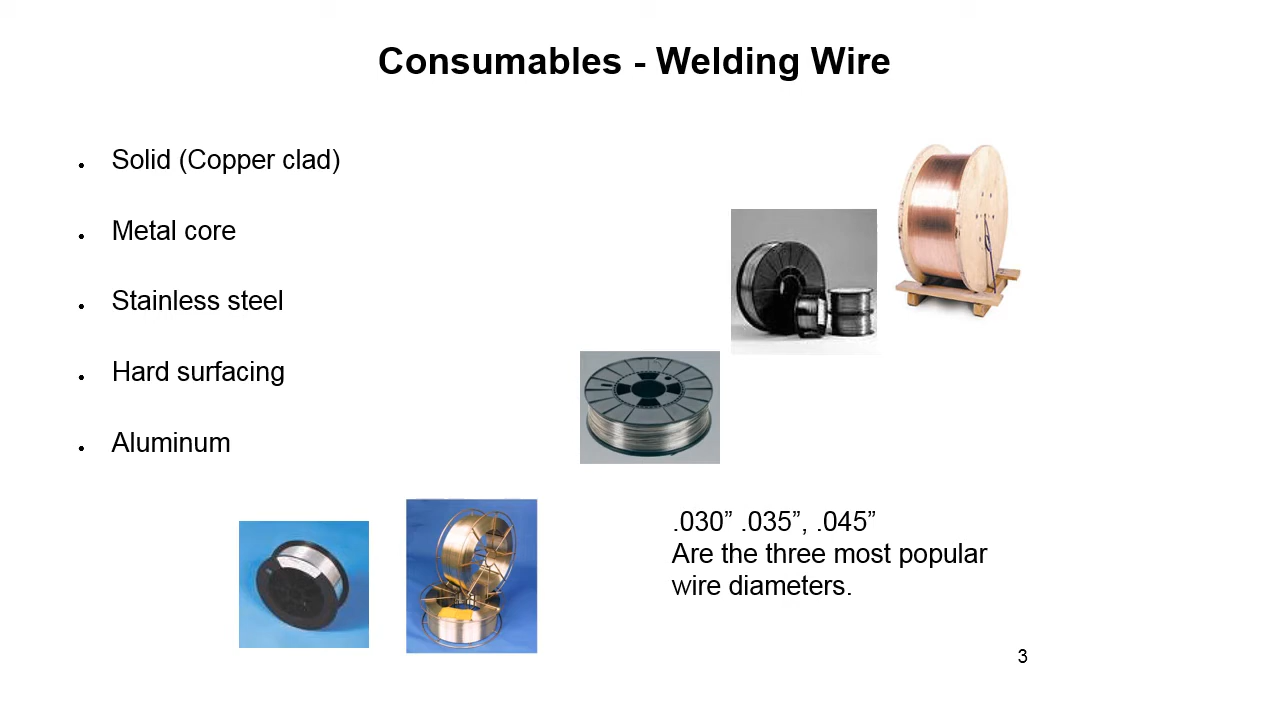 Consumables - Welding Wire
● Solid (Copper clad)
● Metal core
● Stainless steel
● Hard surfacing
● Aluminum
.030” .035”, .045”
Are the three most popular
wire diameters.
3